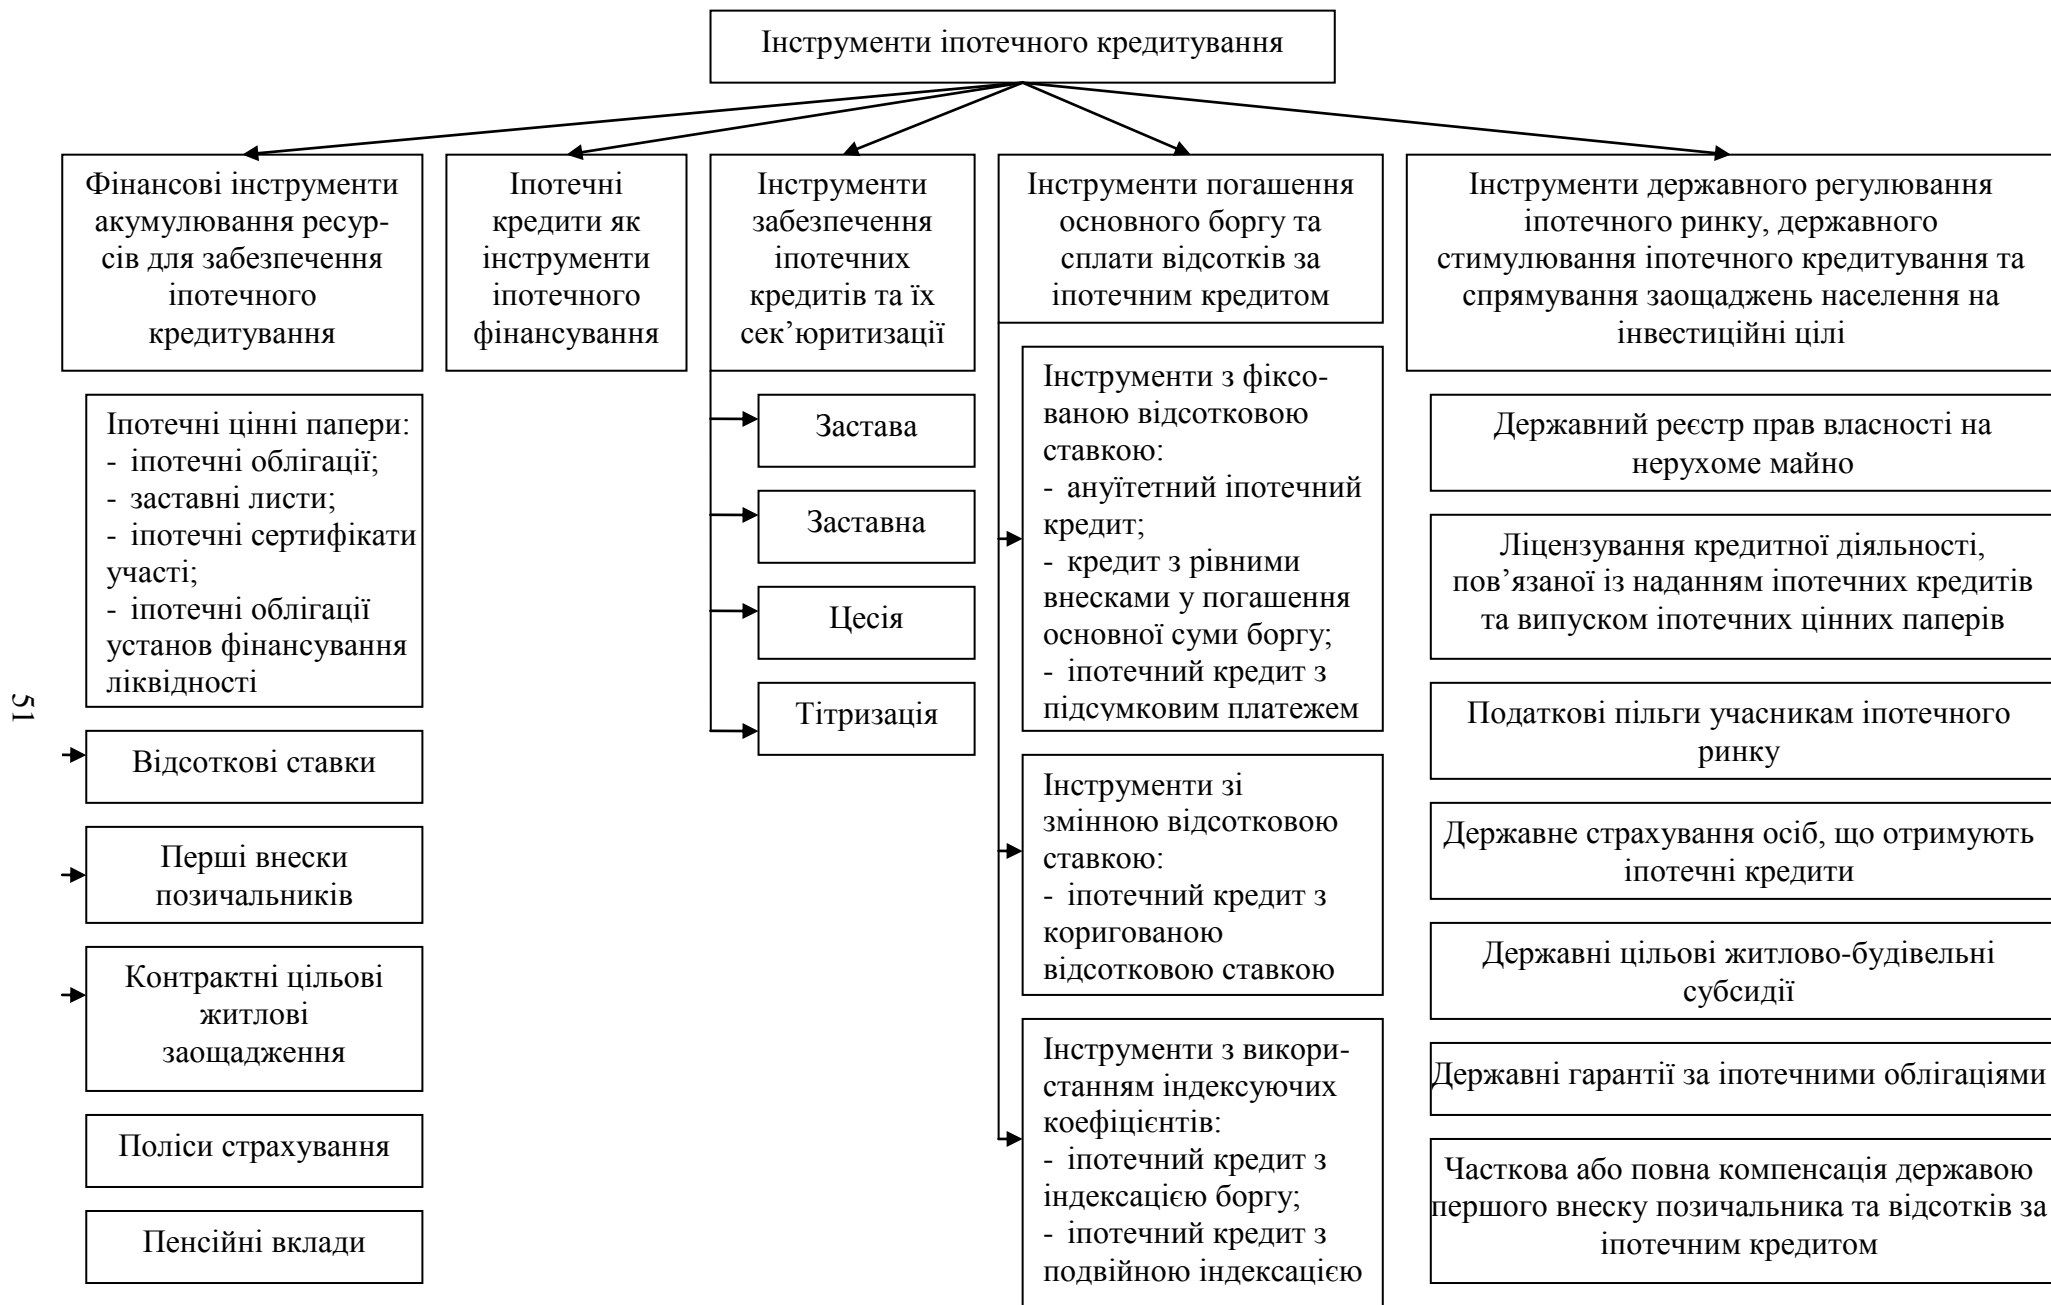 Інструменти іпотечного кредитування
Фінансові інструменти
акумулювання ресур-
сів для забезпечення
іпотечного
кредитування
Іпотечні
кредити як
інструменти
іпотечного
фінансування
Інструменти
забезпечення
іпотечних
кредитів та їх
сек’юритизації
Інструменти погашення
основного боргу та
сплати відсотків за
іпотечним кредитом
Інструменти державного регулювання
іпотечного ринку, державного
стимулювання іпотечного кредитування та
спрямування заощаджень населення на
інвестиційні цілі
Іпотечні цінні папери:
- іпотечні облігації;
- заставні листи;
- іпотечні сертифікати
участі;
- іпотечні облігації
установ фінансування
ліквідності
Відсоткові ставки
Перші внески
позичальників
Контрактні цільові
житлові
заощадження
Поліси страхування
Пенсійні вклади
Застава
Заставна
Цесія
Тітризація
Інструменти з фіксо-
ваною відсотковою
ставкою:
- ануїтетний іпотечний
кредит;
- кредит з рівними
внесками у погашення
основної суми боргу;
- іпотечний кредит з
підсумковим платежем
Інструменти зі
змінною відсотковою
ставкою:
- іпотечний кредит з
коригованою
відсотковою ставкою
Інструменти з викори-
станням індексуючих
коефіцієнтів:
- іпотечний кредит з
індексацією боргу;
- іпотечний кредит з
подвійною індексацією
Державний реєстр прав власності на
нерухоме майно
Ліцензування кредитної діяльності,
пов’язаної із наданням іпотечних кредитів
та випуском іпотечних цінних паперів
Податкові пільги учасникам іпотечного
ринку
Державне страхування осіб, що отримують
іпотечні кредити
Державні цільові житлово-будівельні
субсидії
Державні гарантії за іпотечними облігаціями
Часткова або повна компенсація державою
першого внеску позичальника та відсотків за
іпотечним кредитом
51